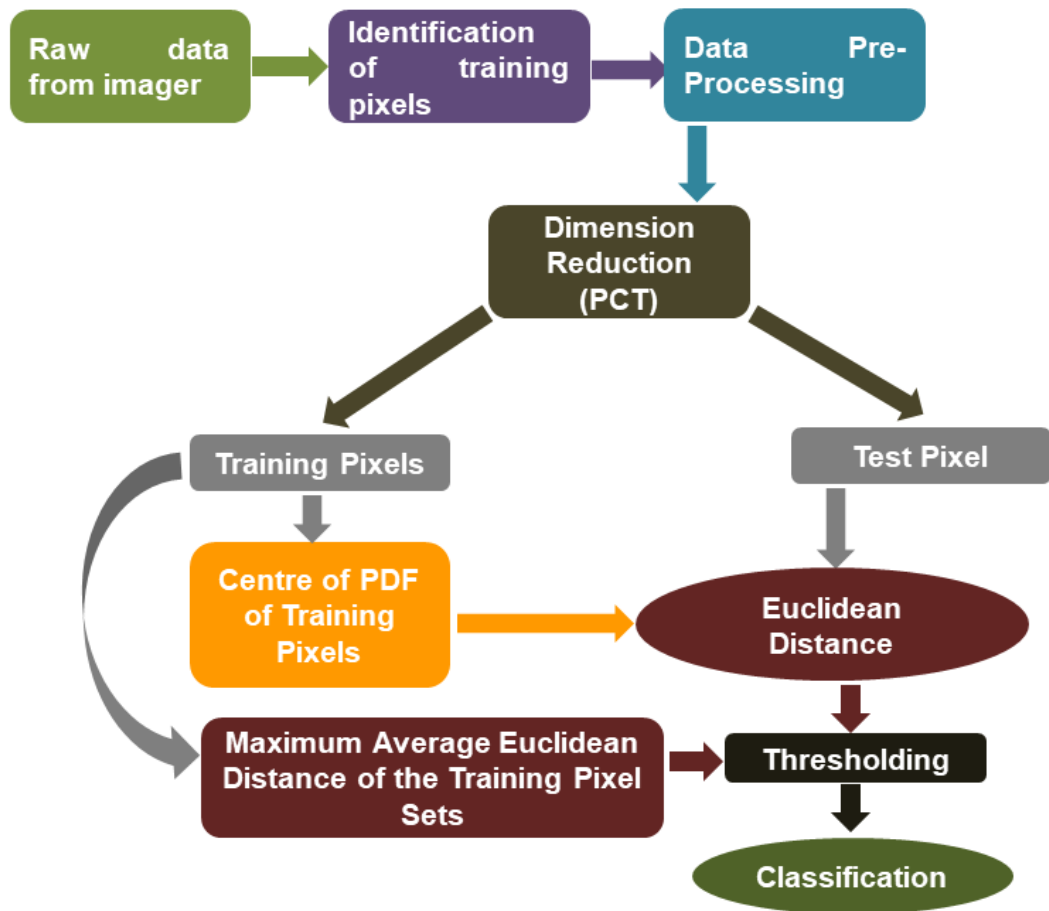 Raw data
from imager
Identification
of training
pixels
Data Pre-
Processing
Dimension
Reduction
(PCT)
Training Pixels
Test Pixel
Centre of PDF
of Training
Pixels
Euclidean
Distance
Maximum Average Euclidean
Distance of the Training Pixel
Sets
Thresholding
Classification